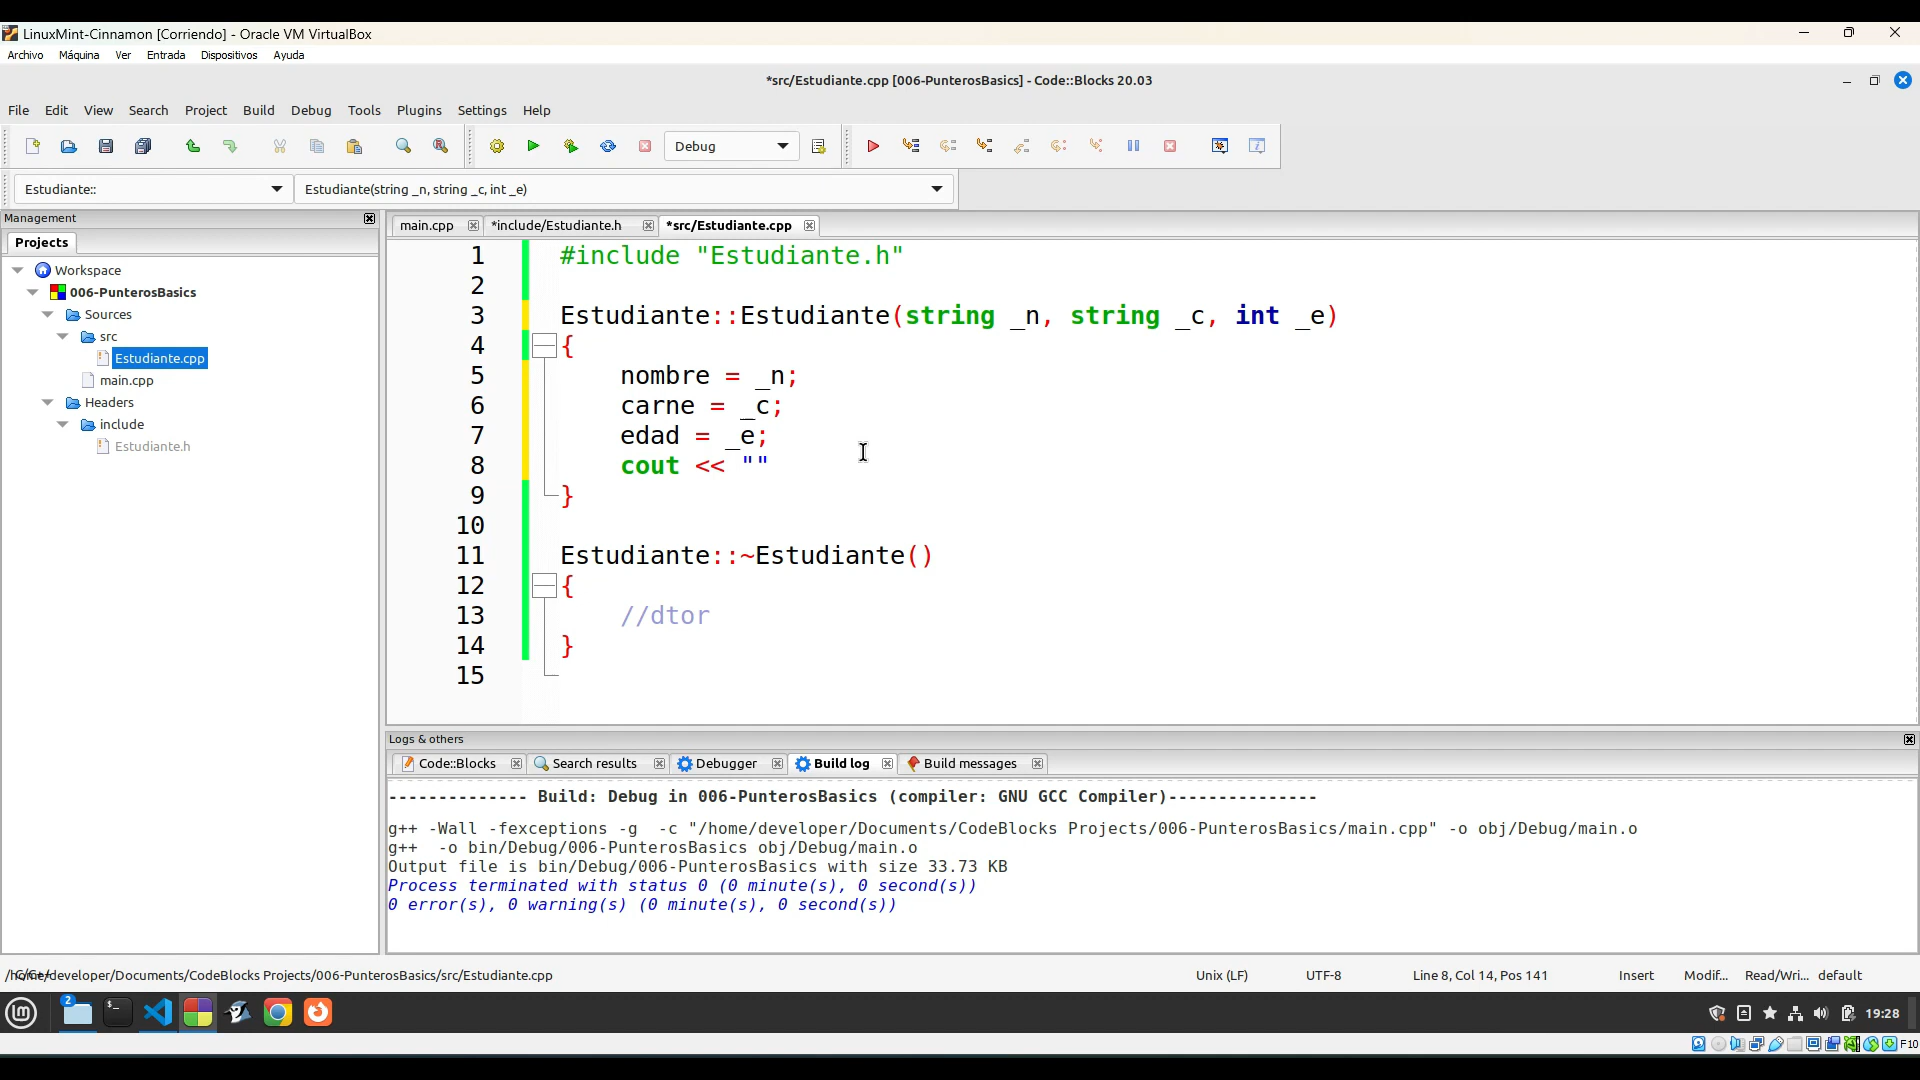 LinuxMint-Cinnamon [Corriendo] - Oracle VM VirtualBox
Archivo Máquina Ver Entrada Dispositivos Ayuda
*src/Estudiante.cpp [006-PunterosBasics] - Code::Blocks 20.03
File Edit View Search Project Build Debug Tools Plugins Settings Help
Debug
Estudiante:: Estudiante(string _n, string _c, int _e)
Management
Projects
Workspace
006-PunterosBasics
Sources
src
Estudiante.cpp
main.cpp
Headers
include
Estudiante.h
main.cpp *include/Estudiante.h *src/Estudiante.cpp
1 #include "Estudiante.h"
2
3 Estudiante::Estudiante(string _n, string _c, int _e)
4 {
5 nombre = _n;
6 carne = _c;
7 edad = _e;
8 cout << ""
9 }
10
11 Estudiante::~Estudiante()
12 {
13 //dtor
14 }
15
Logs & others
Code::Blocks Search results Debugger Build log Build messages
-------------- Build: Debug in 006-PunterosBasics (compiler: GNU GCC Compiler)---------------
g++ -Wall -fexceptions -g  -c "/home/developer/Documents/CodeBlocks Projects/006-PunterosBasics/main.cpp" -o obj/Debug/main.o
g++  -o bin/Debug/006-PunterosBasics obj/Debug/main.o
Output file is bin/Debug/006-PunterosBasics with size 33.73 KB
Process terminated with status 0 (0 minute(s), 0 second(s))
0 error(s), 0 warning(s) (0 minute(s), 0 second(s))
/home/developer/Documents/CodeBlocks Projects/006-PunterosBasics/src/Estudiante.cpp Unix (LF) UTF-8 Line 8, Col 14, Pos 141 Insert Modif... Read/Wri... default
2
19:28
F10